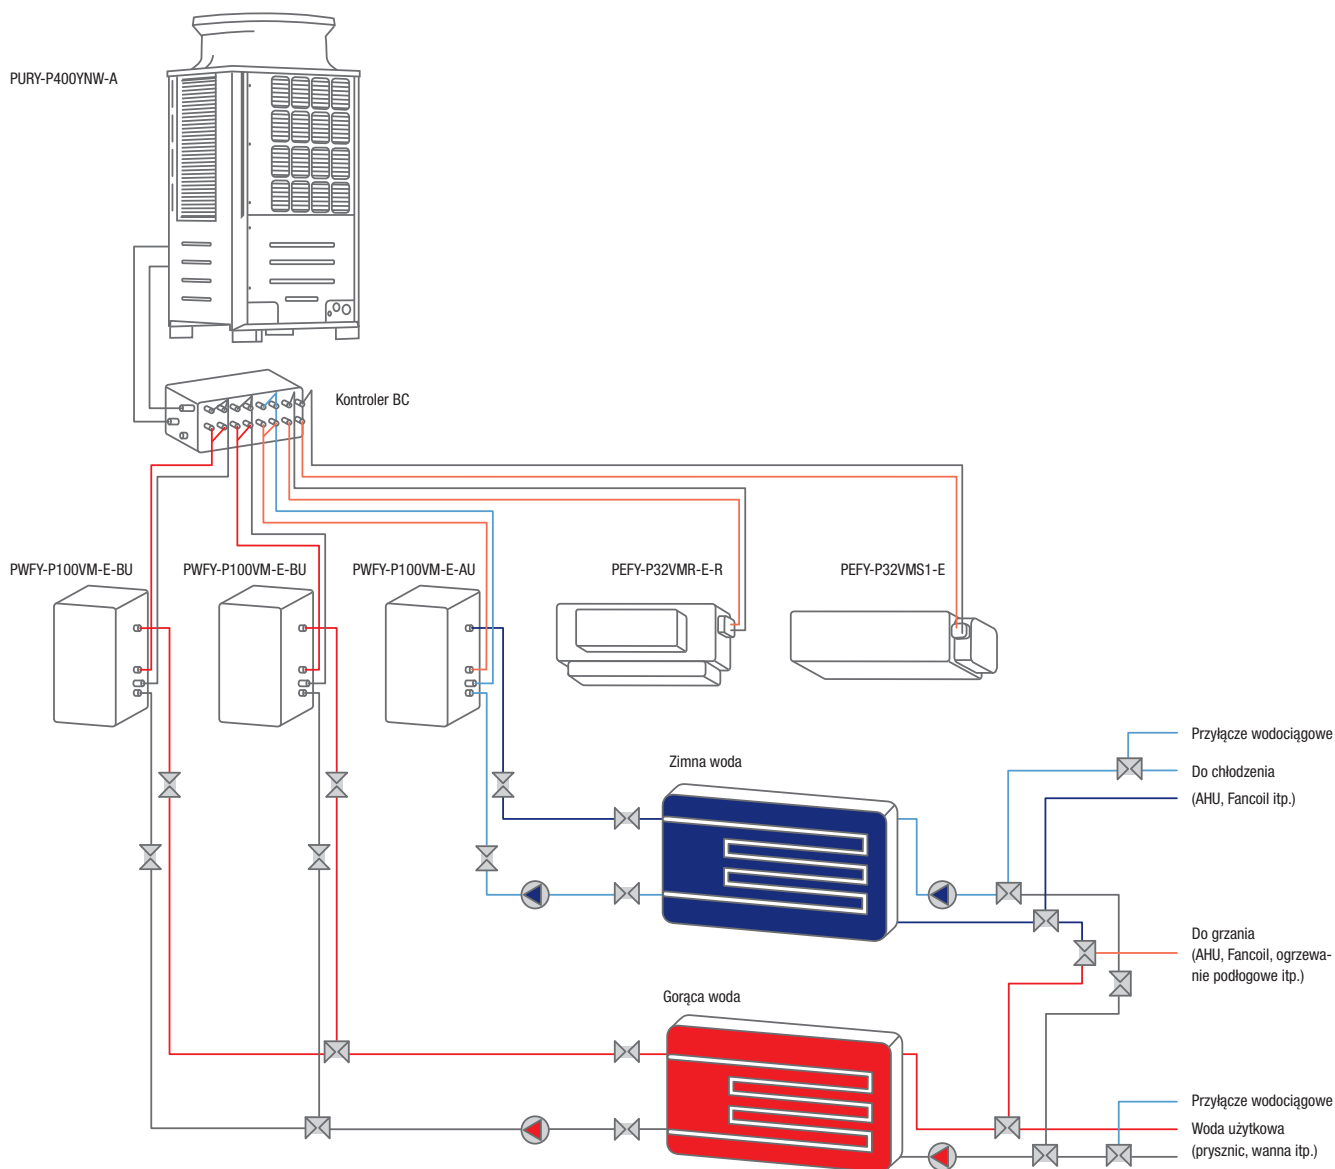 PURY-P400YNW-A
Kontroler BC
PWFY-P100VM-E-BU
PWFY-P100VM-E-BU
PWFY-P100VM-E-AU
PEFY-P32VMR-E-R
PEFY-P32VMS1-E
Zimna woda
Przyłącze wodociągowe
Do chłodzenia
(AHU, Fancoil itp.)
Do grzania
(AHU, Fancoil, ogrzewa-
nie podłogowe itp.)
Gorąca woda
Przyłącze wodociągowe
Woda użytkowa
(prysznic, wanna itp.)